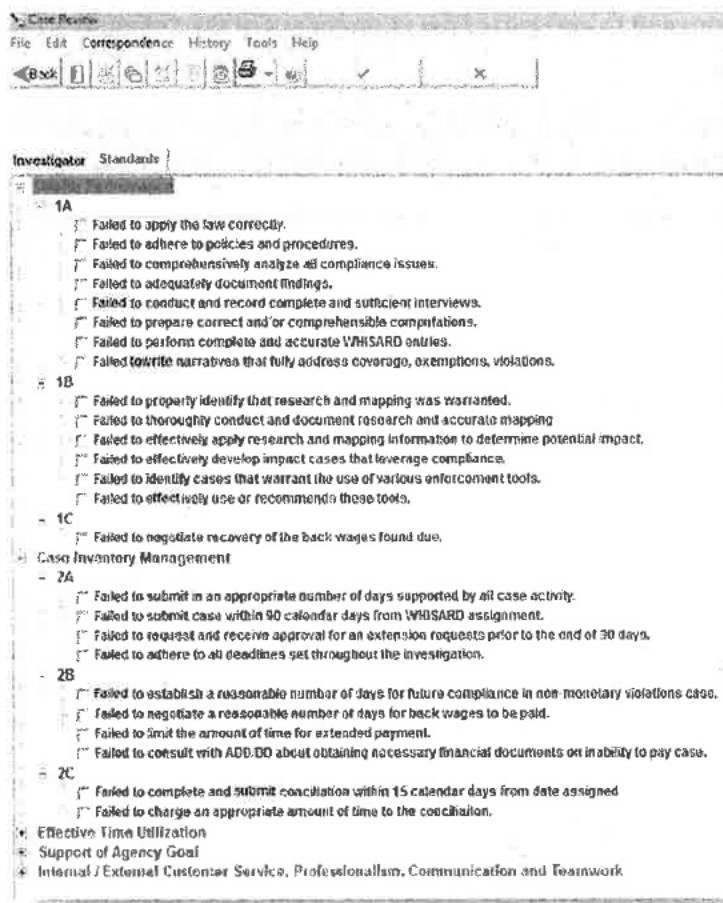 Case Review
File Edit Correspondence History Tools Help
Back
Investigator Standards
1A
Failed to apply the law correctly.
Failed to adhere to policies and procedures.
Failed to comprehensively analyze all compliance issues.
Failed to adequately document findings.
Failed to conduct and record complete and sufficient interviews.
Failed to prepare correct and/or comprehensible computations.
Failed to perform complete and accurate WHISARD entries.
Failed towrite narratives that fully address coverage, exemptions, violations.
1B
Failed to properly identify that research and mapping was warranted.
Failed to thoroughly conduct and document research and accurate mapping
Failed to effectively apply research and mapping information to determine potential impact.
Failed to effectively develop impact cases that leverage compliance.
Failed to identify cases that warrant the use of various enforcement tools.
Failed to effectively use or recommends these tools.
1C
Failed to negotiate recovery of the back wages found due.
Case Inventory Management
2A
Failed to submit in an appropriate number of days supported by all case activity.
Failed to submit case within 90 calendar days from WHISARD assignment.
Failed to request and receive approval for an extension requests prior to the end of 30 days.
Failed to adhere to all deadlines set throughout the investigation.
2B
Failed to establish a reasonable number of days for future compliance in non-monetary violations case.
Failed to negotiate a reasonable number of days for back wages to be paid.
Failed to limit the amount of time for extended payment.
Failed to consult with ADD/DD about obtaining necessary financial documents on inability to pay case.
2C
Failed to complete and submit conciliation within 15 calendar days from date assigned
Failed to charge an appropriate amount of time to the conciliation.
Effective Time Utilization
Support of Agency Goal
Internal / External Customer Service, Professionalism, Communication and Teamwork